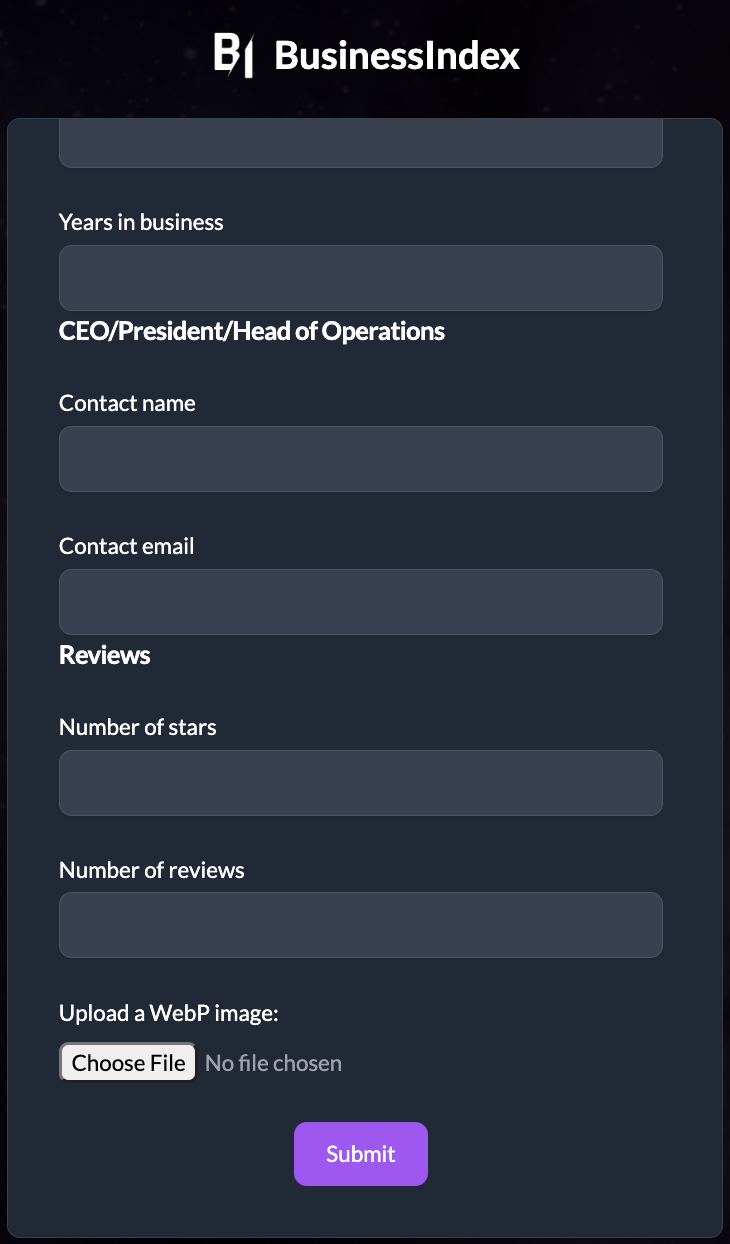 BI BusinessIndex
Years in business
CEO/President/Head of Operations
Contact name
Contact email
Reviews
Number of stars
Number of reviews
Upload a WebP image:
Choose File No file chosen
Submit